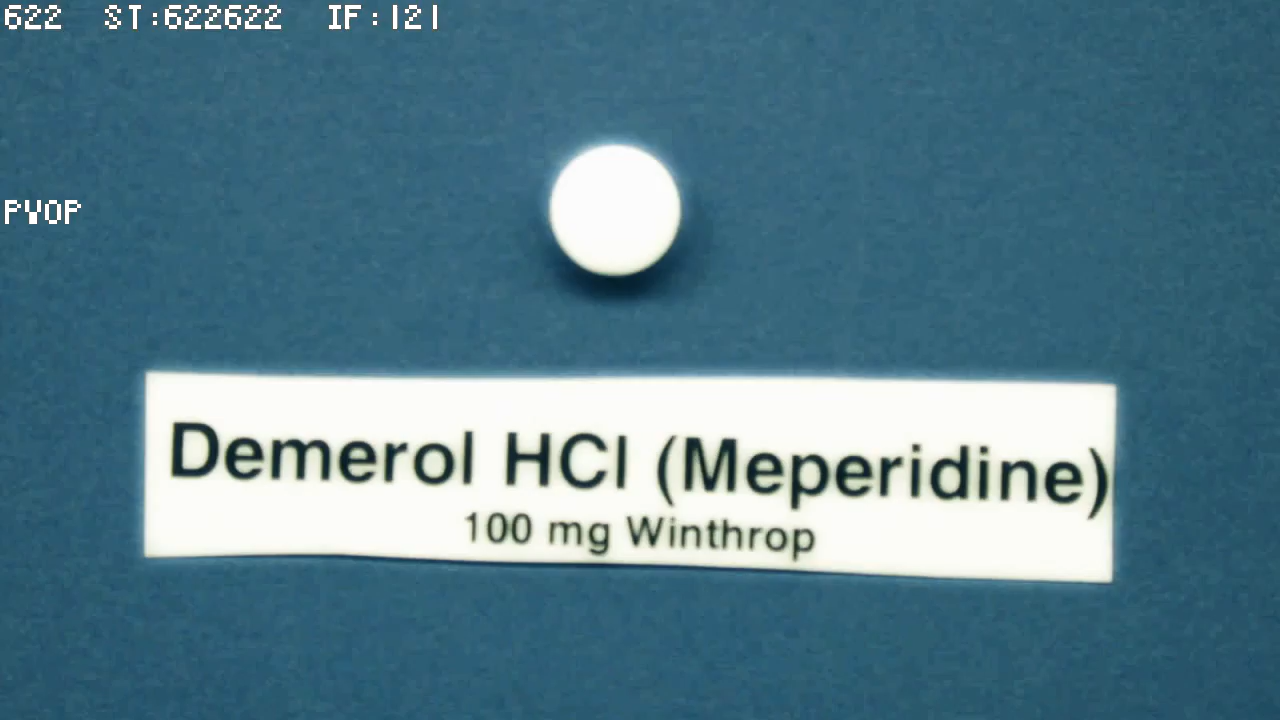 622 ST:622622 IF:121
PVOP
Demerol HCl (Meperidine)
100 mg Winthrop